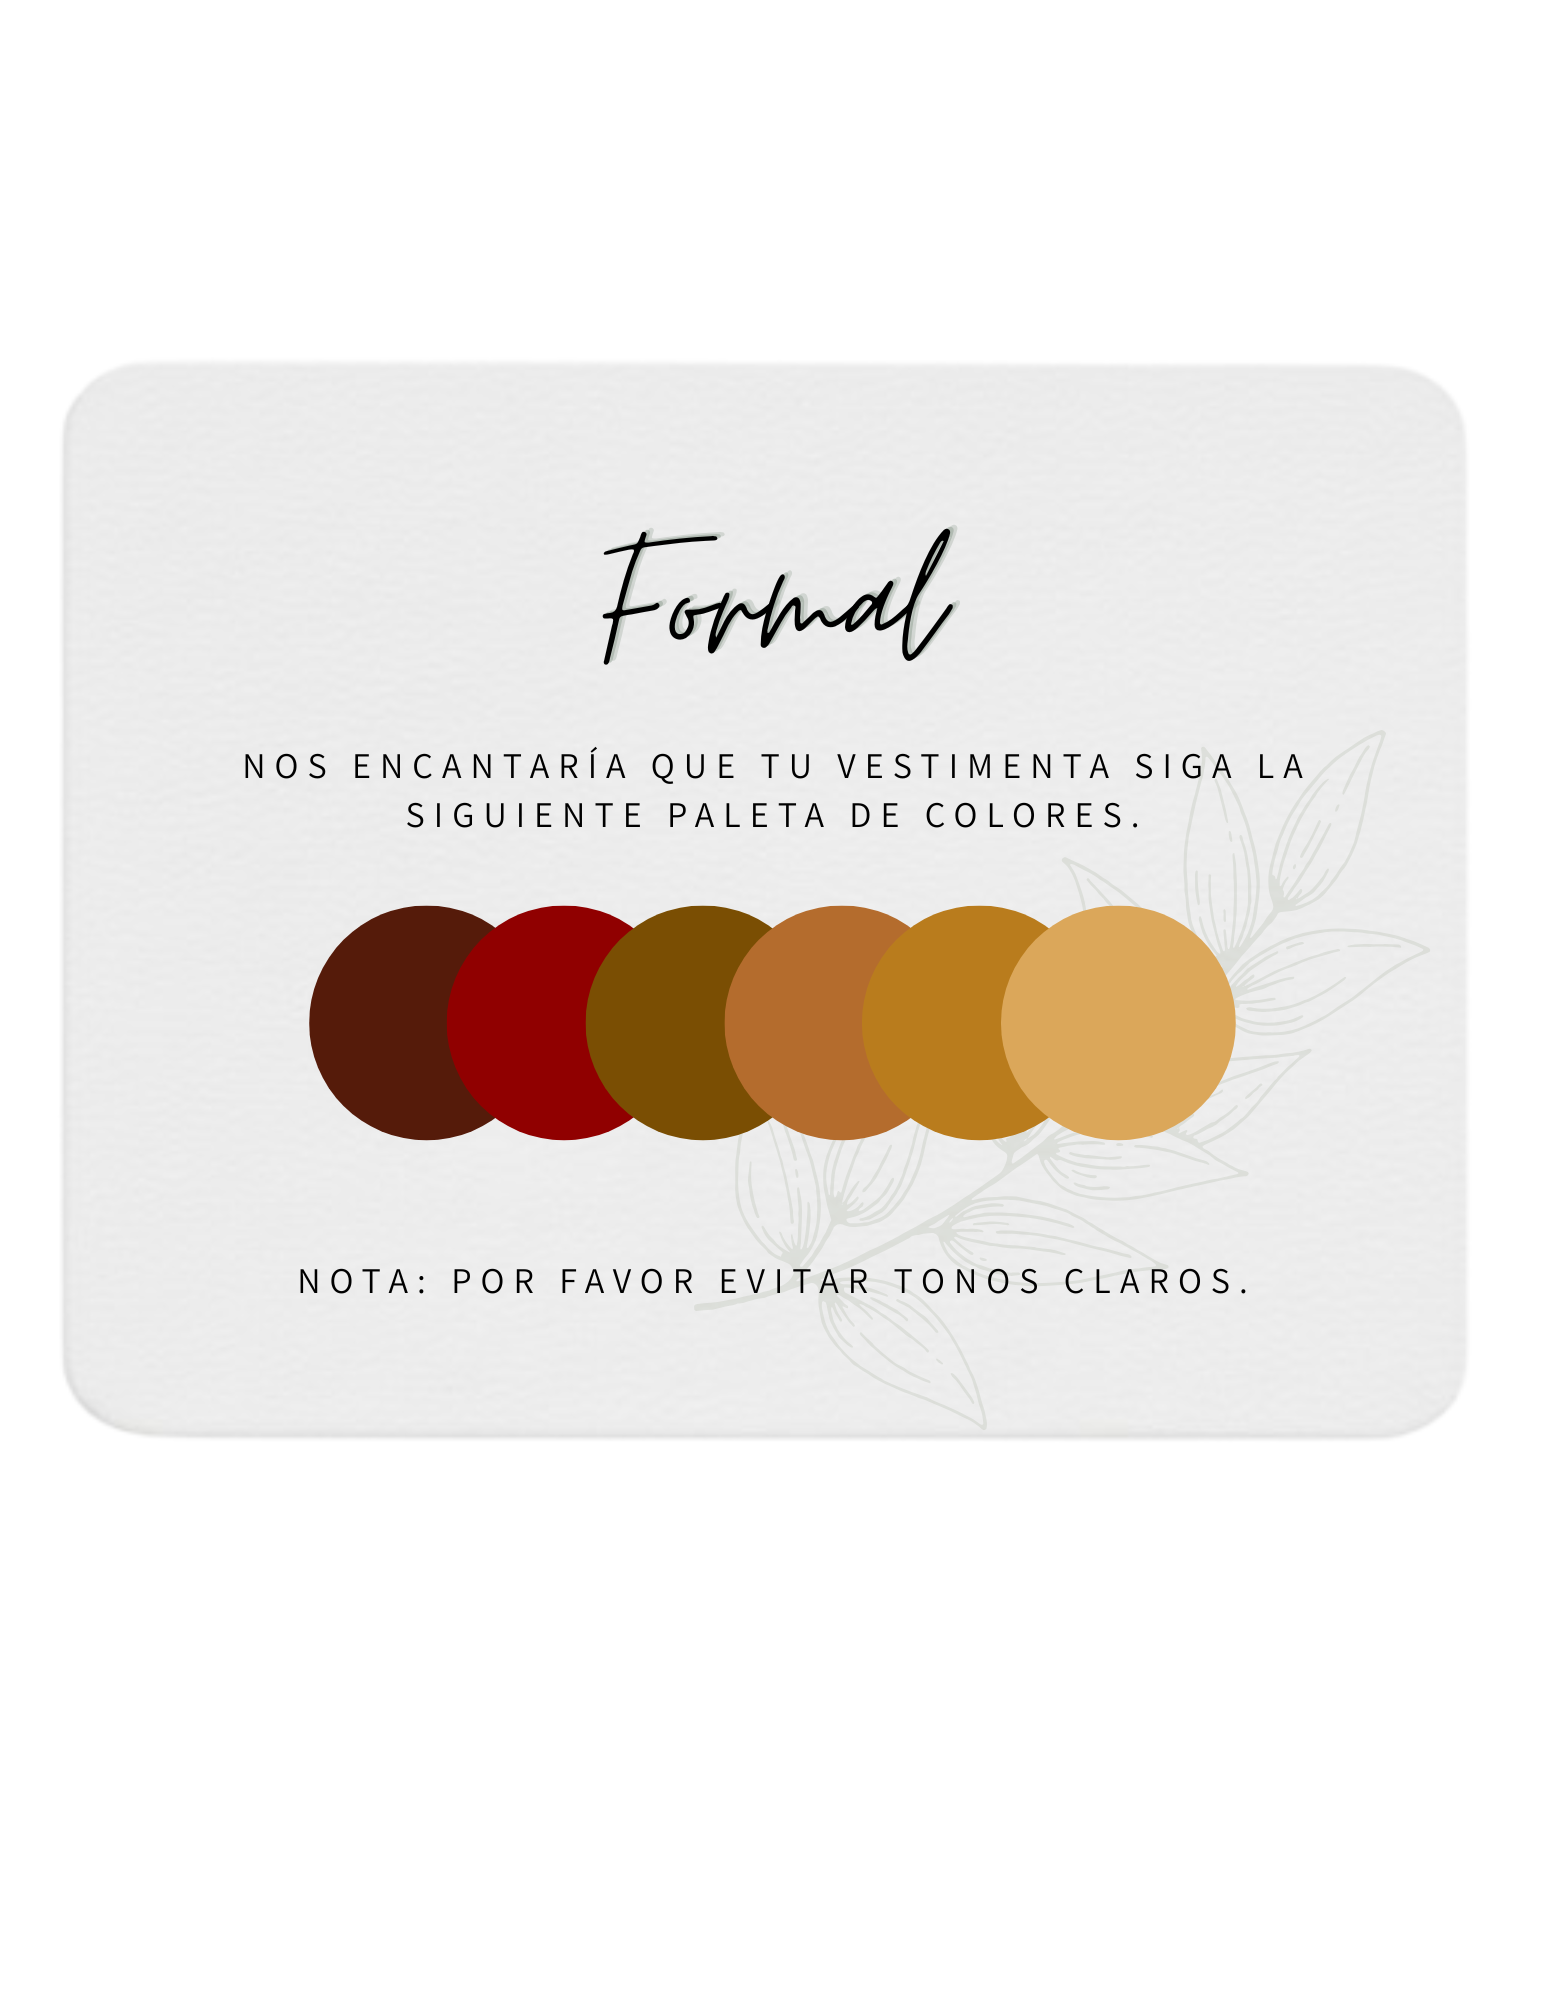 Formal
NOS ENCANTARÍA QUE TU VESTIMENTA SIGA LA
SIGUIENTE PALETA DE COLORES.
NOTA: POR FAVOR EVITAR TONOS CLAROS.